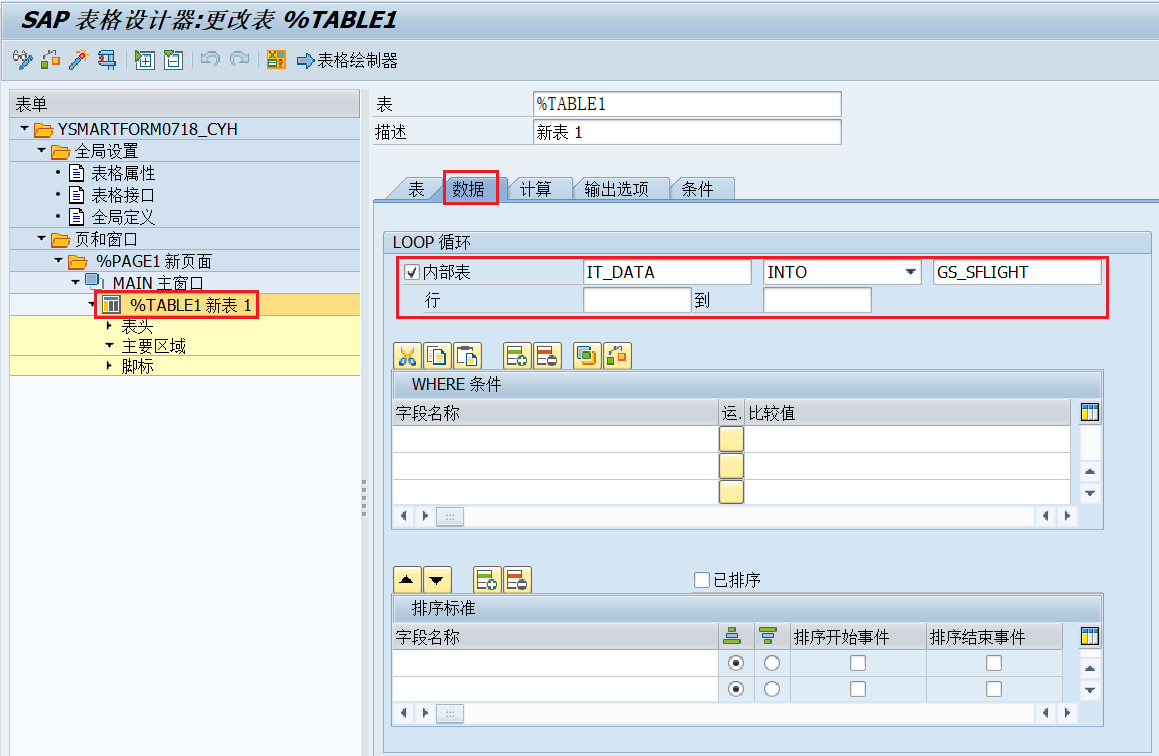 SAP 表格设计器:更改表 %TABLE1
表格绘制器
表单
YSMARTFORM0718_CYH
全局设置
表格属性
表格接口
全局定义
页和窗口
%PAGE1 新页面
MAIN 主窗口
%TABLE1 新表 1
表头
主要区域
脚标
表 %TABLE1
描述 新表 1
表 数据 计算 输出选项 条件
LOOP 循环
内部表 IT_DATA INTO GS_SFLIGHT
行 到
WHERE 条件
字段名称 运. 比较值
已排序
排序标准
字段名称 排序开始事件 排序结束事件